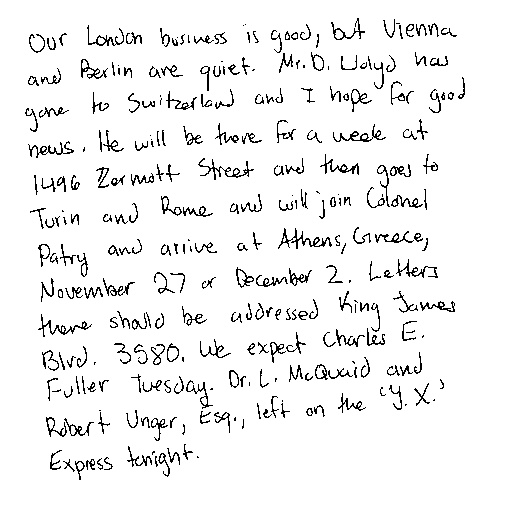 Our London business is good, but Vienna
and Berlin are quiet. Mr. D. Lloyd has
gone to Switzerland and I hope for good
news. He will be there for a week at
1496 Zermott Street and then goes to
Turin and Rome and will join Colonel
Patry and arrive at Athens, Greece,
November 27 or December 2. Letters
there should be addressed King James
Blvd. 3580. We expect Charles E.
Fuller Tuesday. Dr. L. McQuaid and
Robert Unger, Esq., left on the 'Y. X.'
Express tonight.